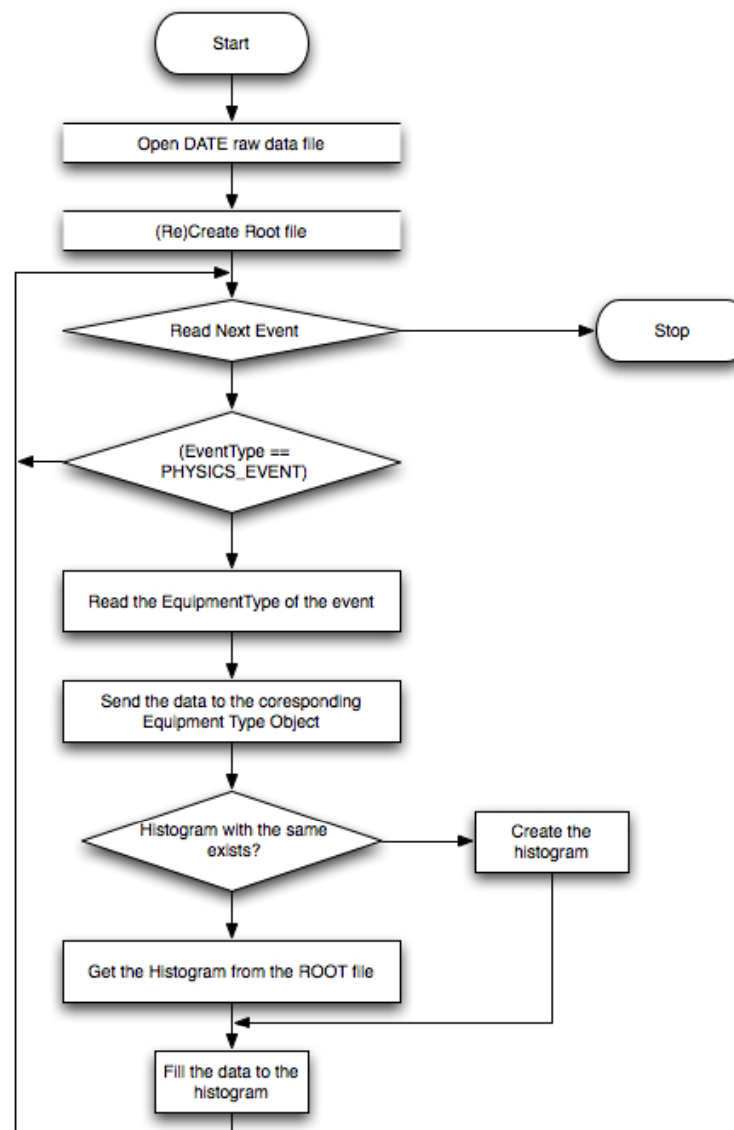 Start
Open DATE raw data file
(Re)Create Root file
Read Next Event
Stop
(EventType ==
PHYSICS_EVENT)
Read the EquipmentType of the event
Send the data to the coresponding
Equipment Type Object
Histogram with the same
exists?
Create the
histogram
Get the Histogram from the ROOT file
Fill the data to the
histogram